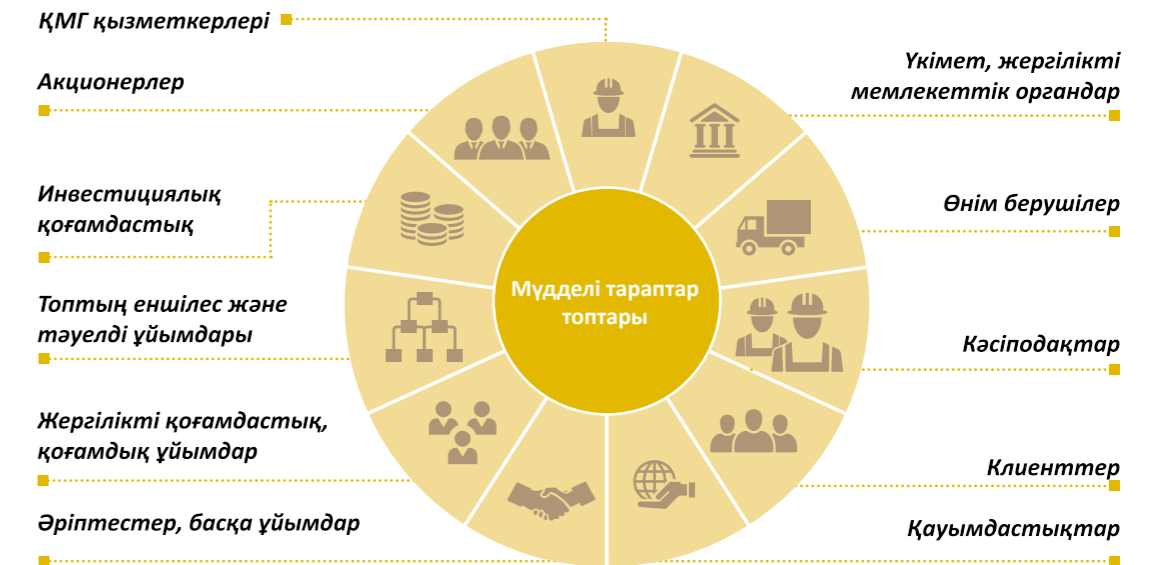 ҚМГ қызметкерлері
Акционерлер
Инвестициялық
қоғамдастық
Топтың еншілес және
тәуелді ұйымдары
Жергілікті қоғамдастық,
қоғамдық ұйымдар
Әріптестер, басқа ұйымдар
Мүдделі тараптар
топтары
Үкімет, жергілікті
мемлекеттік органдар
Өнім берушілер
Кәсіподақтар
Клиенттер
Қауымдастықтар